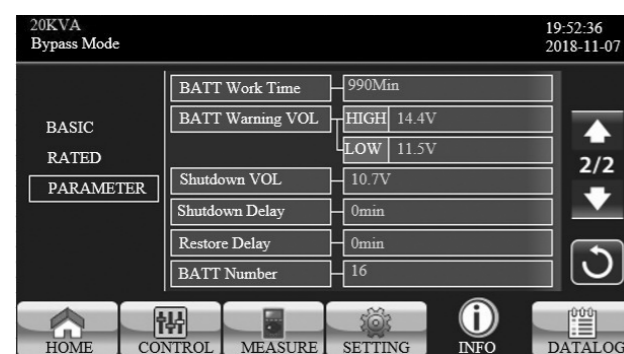 20KVA
Bypass Mode
19:52:36
2018-11-07
BASIC
RATED
PARAMETER
BATT Work Time 990Min
BATT Warning VOL HIGH 14.4V
LOW 11.5V
Shutdown VOL 10.7V
Shutdown Delay 0min
Restore Delay 0min
BATT Number 16
2/2
HOME CONTROL MEASURE SETTING INFO DATALOG